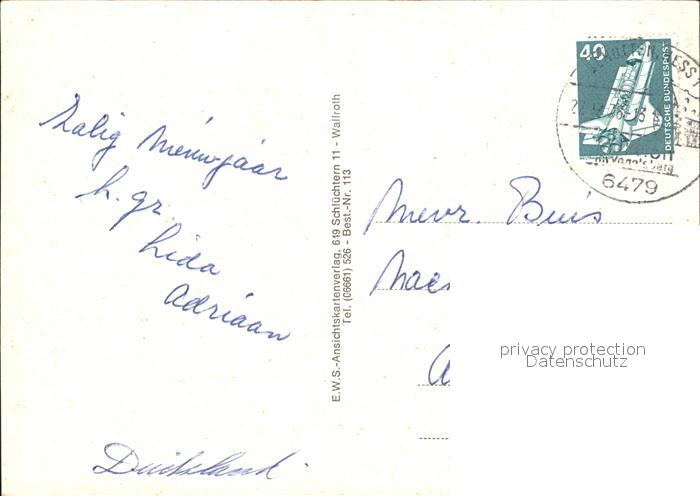 Zalig Nieuwjaar
h. gr.
Lida
Adriaan
Duitsland.
E.W.S.-Ansichtskartenverlag, 649 Schlüchtern 11 - Wallroth
Tel. (06661) 526 - Best.-Nr. 113
40
DEUTSCHE BUNDESPOST
6479
Mevr. Buis
privacy protection
Datenschutz